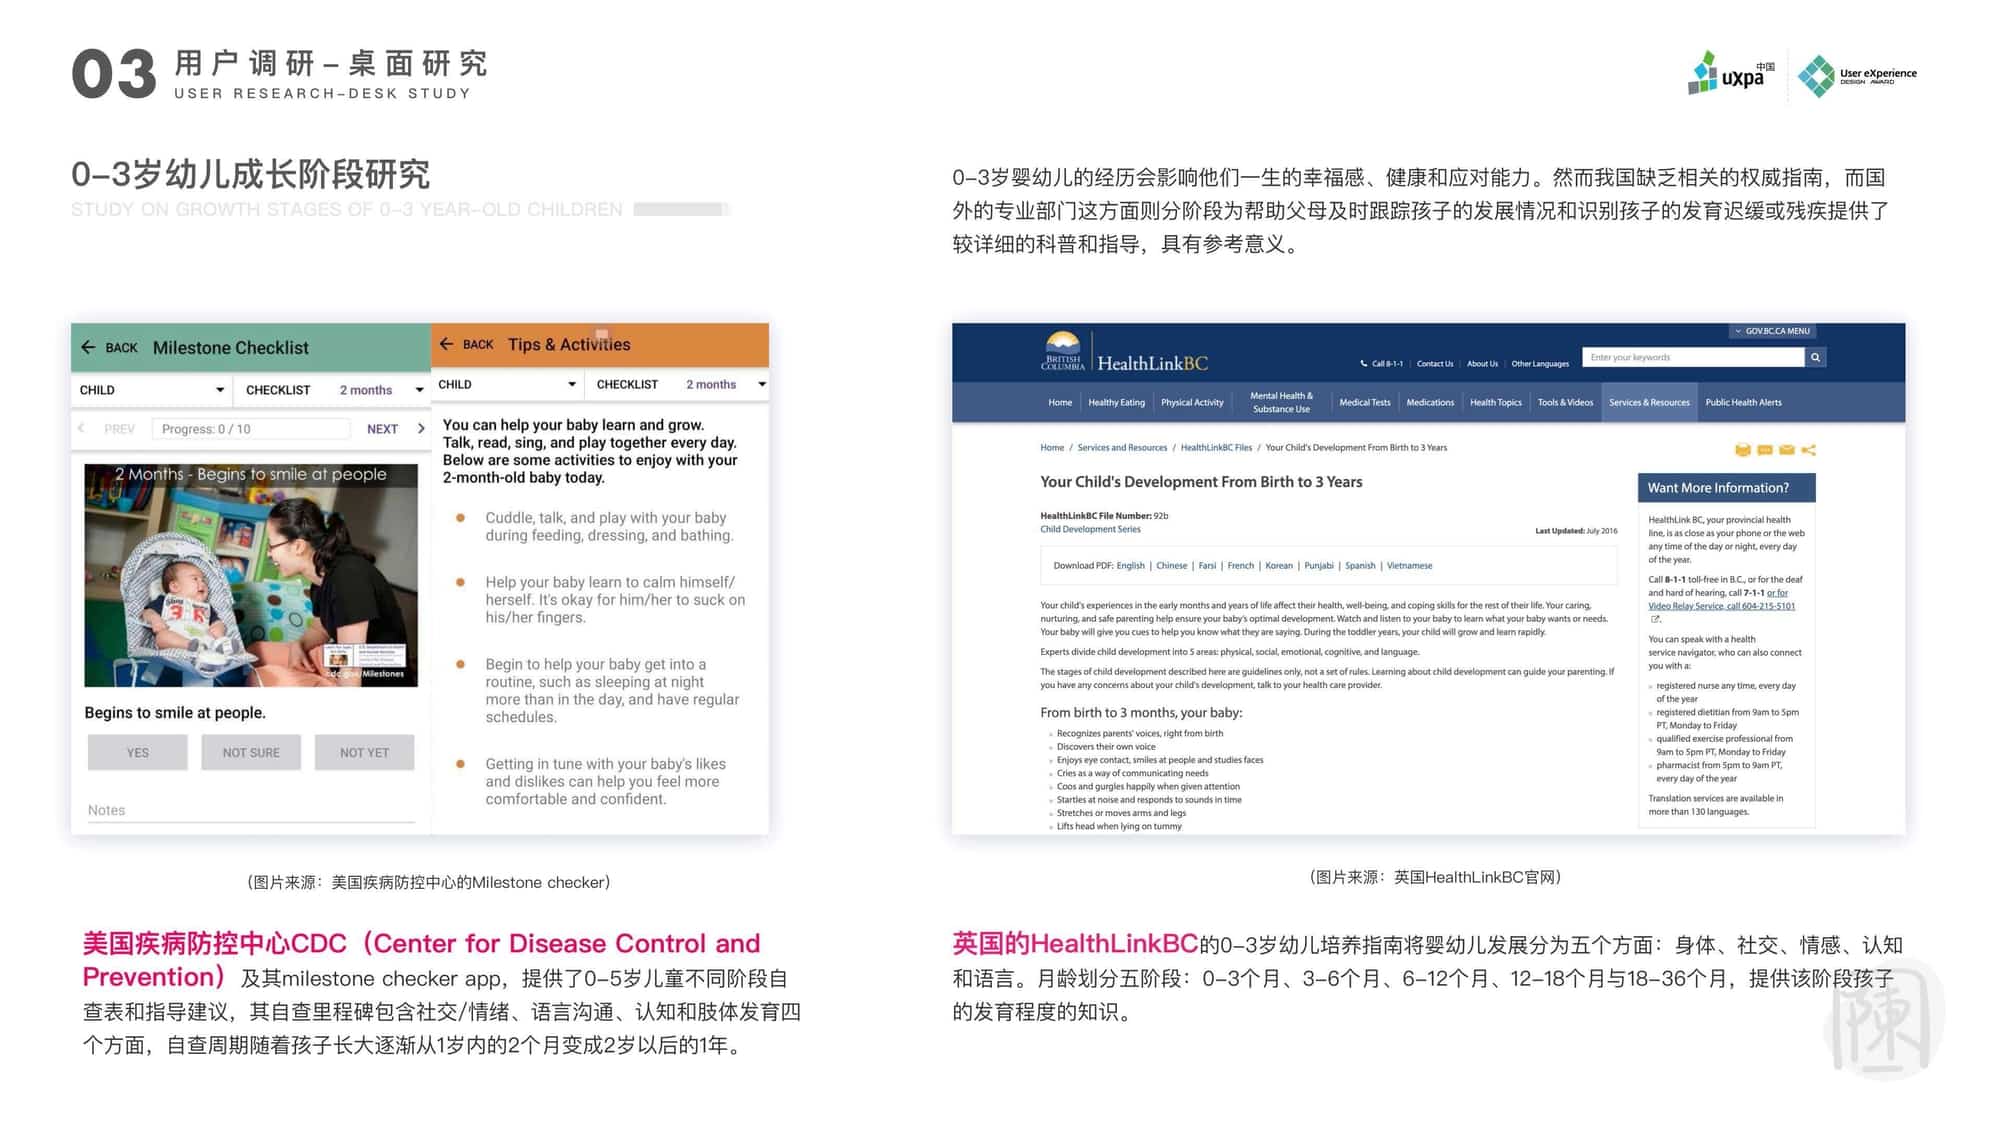 03 用户调研–桌面研究
USER RESEARCH–DESK STUDY
uxpa中国
User eXperience
DESIGN AWARD
0–3岁幼儿成长阶段研究
STUDY ON GROWTH STAGES OF 0–3 YEAR–OLD CHILDREN
0–3岁婴幼儿的经历会影响他们一生的幸福感、健康和应对能力。然而我国缺乏相关的权威指南，而国
外的专业部门这方面则分阶段为帮助父母及时跟踪孩子的发展情况和识别孩子的发育迟缓或残疾提供了
较详细的科普和指导，具有参考意义。
BACK Milestone Checklist
CHILD CHECKLIST 2 months
PREV Progress: 0 / 10 NEXT
2 Months - Begins to smile at people
cdc.gov/Milestones
Begins to smile at people.
YES NOT SURE NOT YET
Notes
BACK Tips & Activities
CHILD CHECKLIST 2 months
You can help your baby learn and grow.
Talk, read, sing, and play together every day.
Below are some activities to enjoy with your
2-month-old baby today.
Cuddle, talk, and play with your baby
during feeding, dressing, and bathing.
Help your baby learn to calm himself/
herself. It's okay for him/her to suck on
his/her fingers.
Begin to help your baby get into a
routine, such as sleeping at night
more than in the day, and have regular
schedules.
Getting in tune with your baby's likes
and dislikes can help you feel more
comfortable and confident.
（图片来源：美国疾病防控中心的Milestone checker）
美国疾病防控中心CDC（Center for Disease Control and
Prevention）及其milestone checker app，提供了0–5岁儿童不同阶段自
查表和指导建议，其自查里程碑包含社交/情绪、语言沟通、认知和肢体发育四
个方面，自查周期随着孩子长大逐渐从1岁内的2个月变成2岁以后的1年。
GOV.BC.CA MENU
BRITISH
COLUMBIA
HealthLinkBC
Call 8-1-1 | Contact Us | About Us | Other Languages
Enter your keywords
Home Healthy Eating Physical Activity Mental Health &
Substance Use
Medical Tests Medications Health Topics Tools & Videos Services & Resources Public Health Alerts
Home / Services and Resources / HealthLinkBC Files / Your Child's Development From Birth to 3 Years
Your Child's Development From Birth to 3 Years
HealthLinkBC File Number: 92b
Child Development Series
Last Updated: July 2016
Download PDF: English | Chinese | Farsi | French | Korean | Punjabi | Spanish | Vietnamese
Your child's experiences in the early months and years of life affect their health, well-being, and coping skills for the rest of their life. Your caring,
nurturing, and safe parenting help ensure your baby's optimal development. Watch and listen to your baby to learn what your baby wants or needs.
Your baby will give you cues to help you know what they are saying. During the toddler years, your child will grow and learn rapidly.
Experts divide child development into 5 areas: physical, social, emotional, cognitive, and language.
The stages of child development described here are guidelines only, not a set of rules. Learning about child development can guide your parenting. If
you have any concerns about your child's development, talk to your health care provider.
From birth to 3 months, your baby:
Recognizes parents' voices, right from birth
Discovers their own voice
Enjoys eye contact, smiles at people and studies faces
Cries as a way of communicating needs
Coos and gurgles happily when given attention
Startles at noise and responds to sounds in time
Stretches or moves arms and legs
Lifts head when lying on tummy
Want More Information?
HealthLink BC, your provincial health
line, is as close as your phone or the web
any time of the day or night, every day
of the year.
Call 8-1-1 toll-free in B.C., or for the deaf
and hard of hearing, call 7-1-1 or for
Video Relay Service, call 604-215-5101
.
You can speak with a health
service navigator, who can also connect
you with a:
registered nurse any time, every day
of the year
registered dietitian from 9am to 5pm
PT, Monday to Friday
qualified exercise professional from
9am to 5pm PT, Monday to Friday
pharmacist from 5pm to 9am PT,
every day of the year
Translation services are available in
more than 130 languages.
（图片来源：英国HealthLinkBC官网）
英国的HealthLinkBC的0–3岁幼儿培养指南将婴幼儿发展分为五个方面：身体、社交、情感、认知
和语言。月龄划分五阶段：0–3个月、3–6个月、6–12个月、12–18个月与18–36个月，提供该阶段孩子
的发育程度的知识。